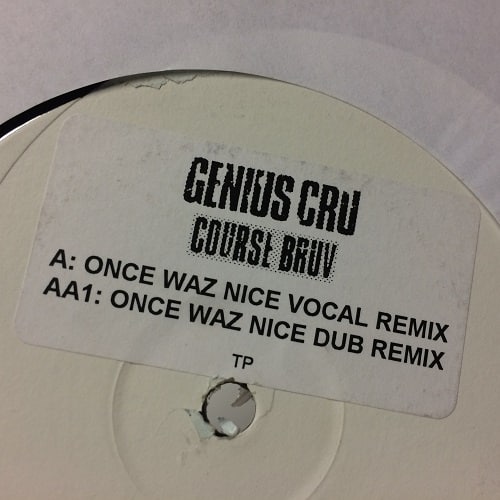 GENIUS CRU
COURSE BRUV
A: ONCE WAZ NICE VOCAL REMIX
AA1: ONCE WAZ NICE DUB REMIX
TP